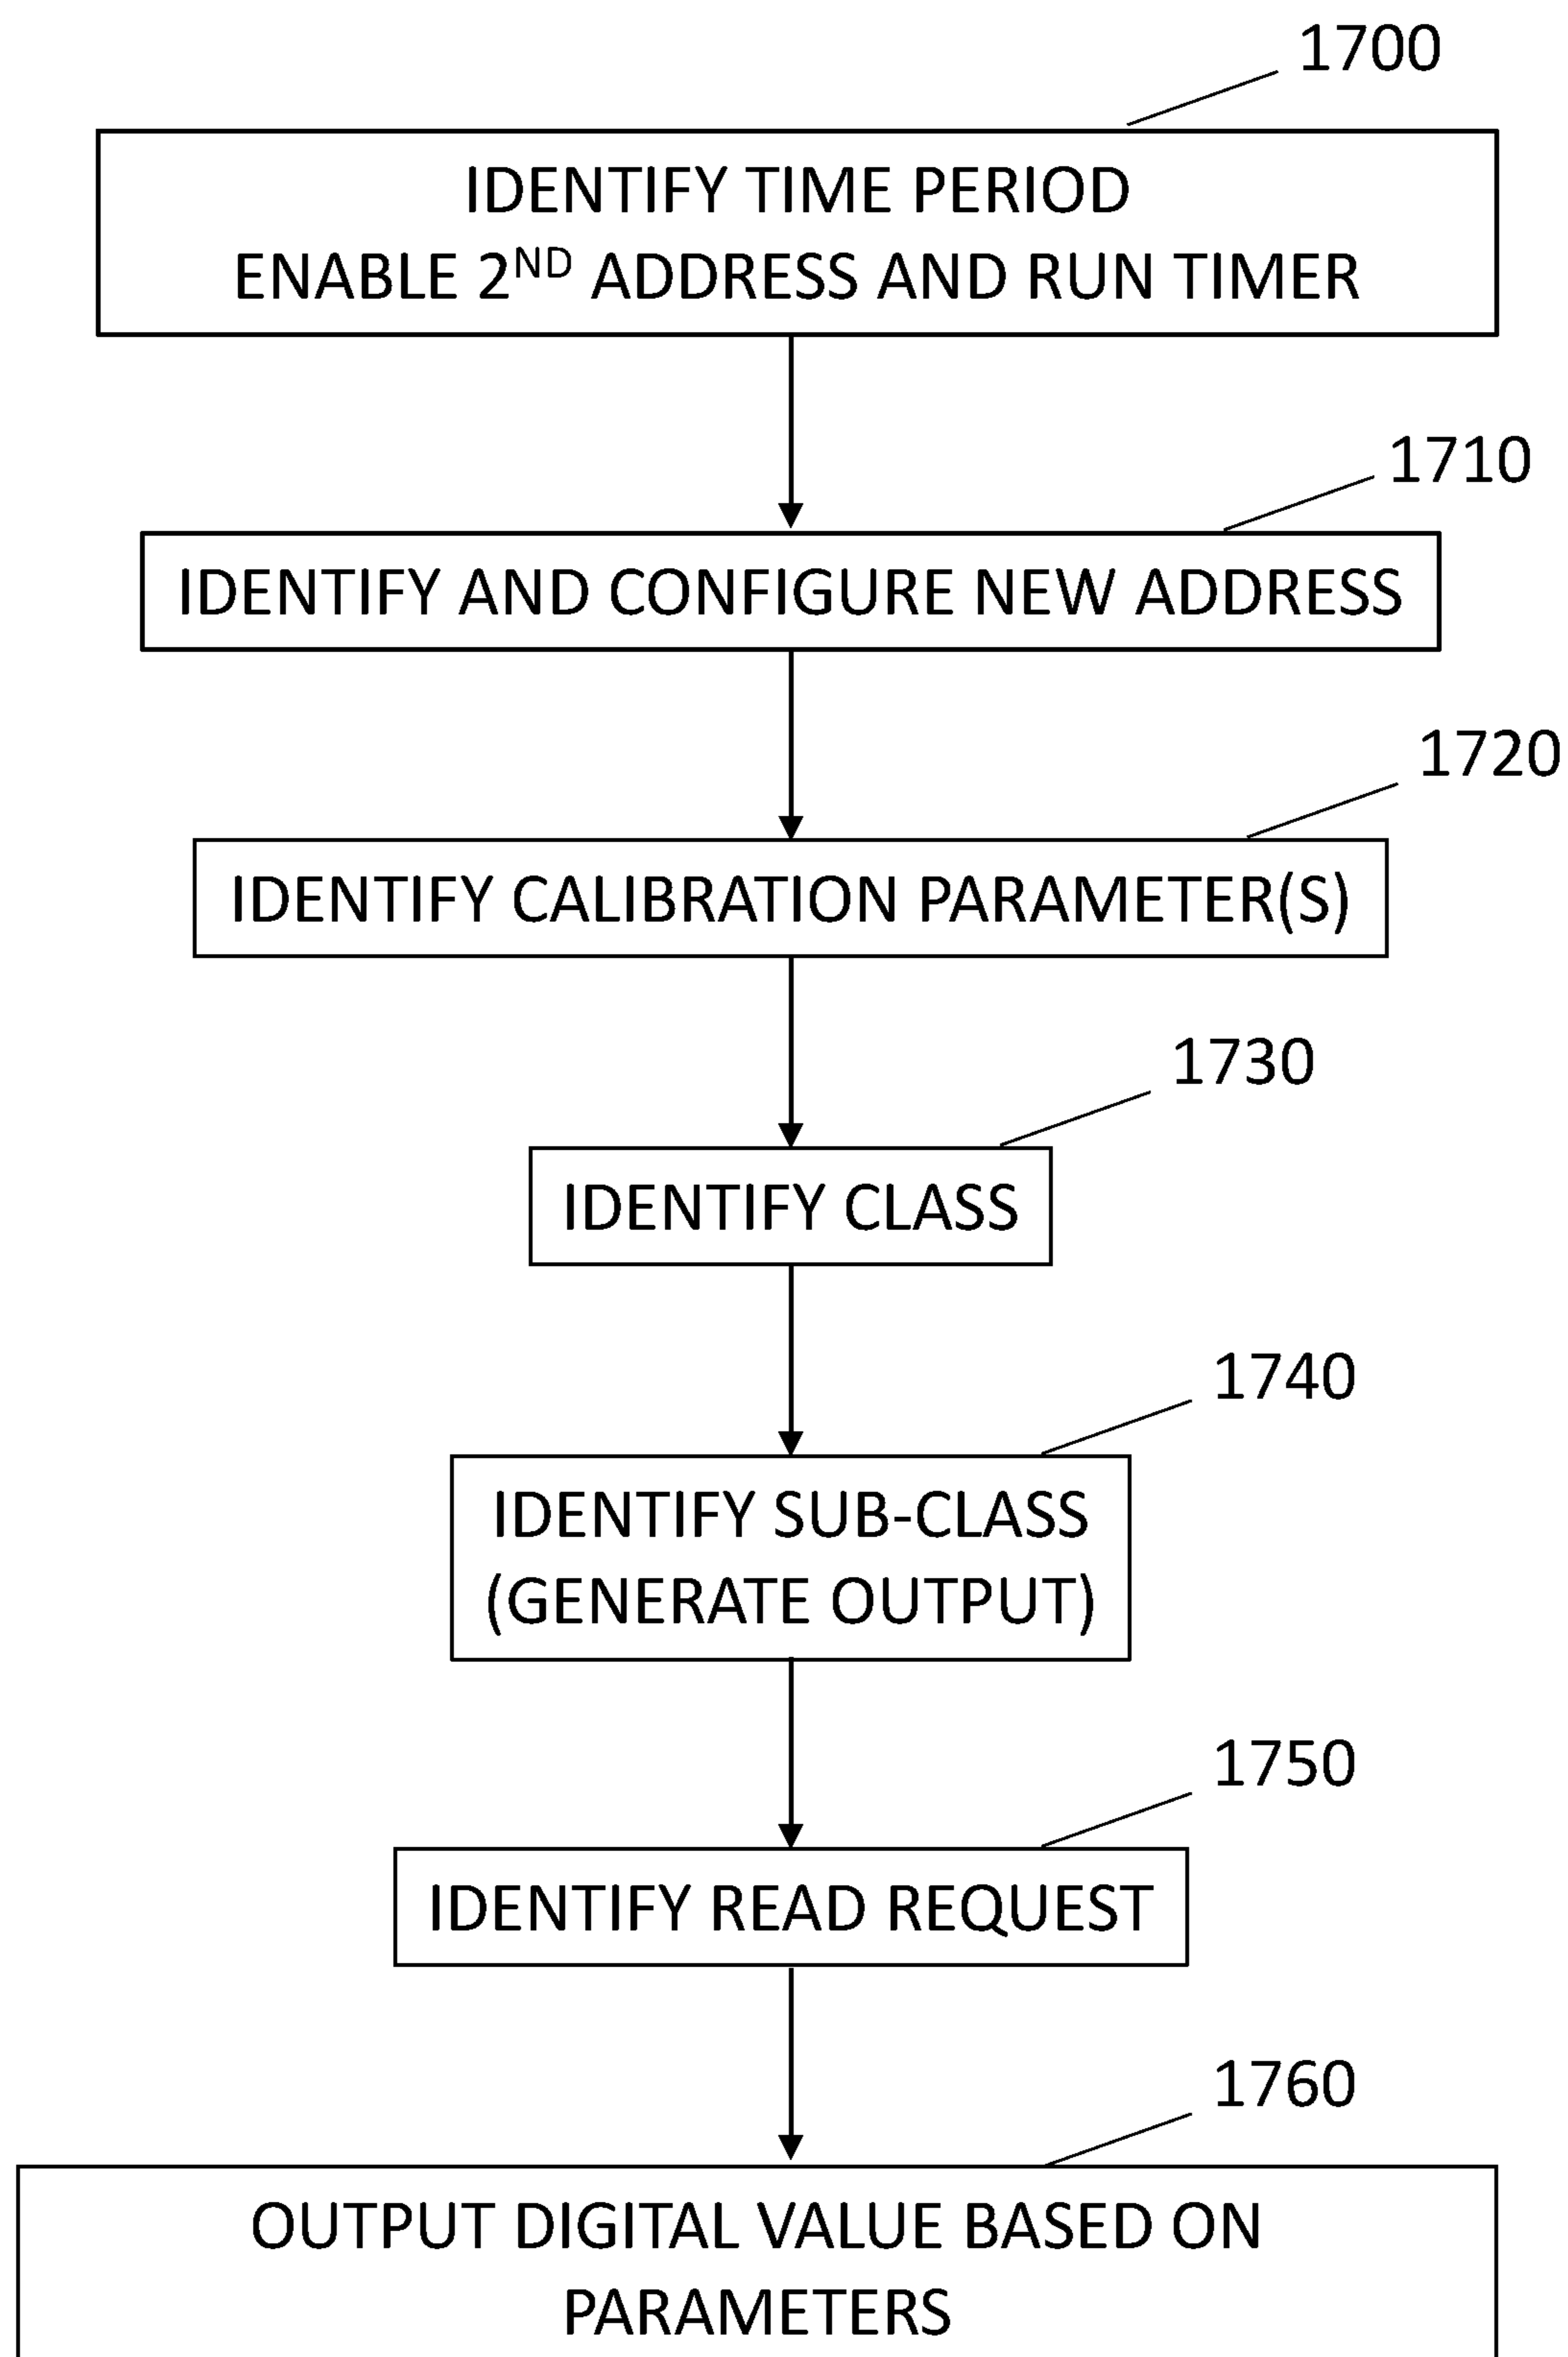 1700
IDENTIFY TIME PERIOD
ENABLE 2ND ADDRESS AND RUN TIMER
1710
IDENTIFY AND CONFIGURE NEW ADDRESS
1720
IDENTIFY CALIBRATION PARAMETER(S)
1730
IDENTIFY CLASS
1740
IDENTIFY SUB-CLASS
(GENERATE OUTPUT)
1750
IDENTIFY READ REQUEST
1760
OUTPUT DIGITAL VALUE BASED ON
PARAMETERS